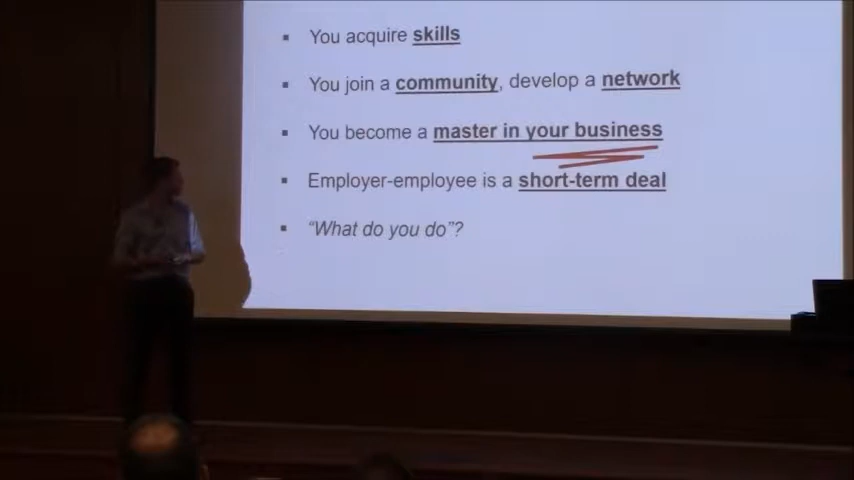 ▪ You acquire skills
▪ You join a community, develop a network
▪ You become a master in your business
▪ Employer-employee is a short-term deal
▪ “What do you do”?